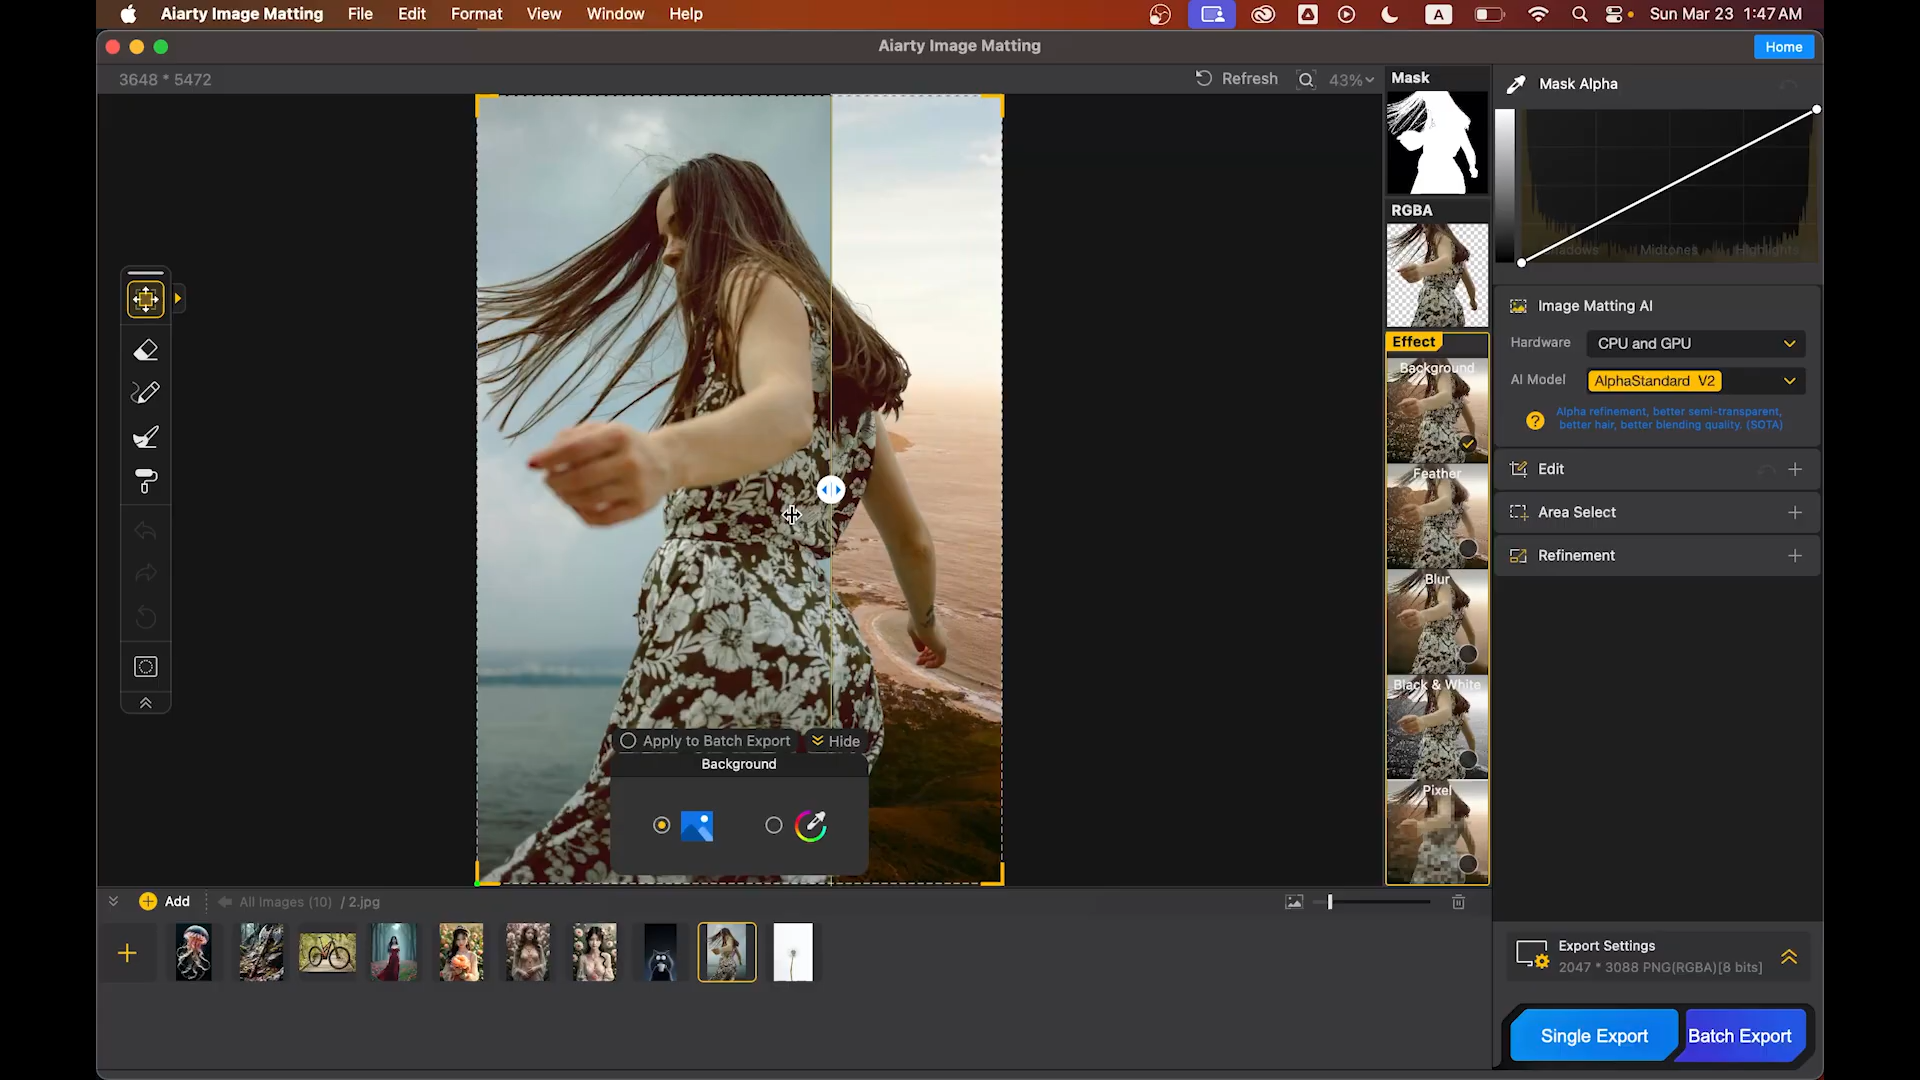 Aiarty Image Matting File Edit Format View Window Help
A
Sun Mar 23 1:47 AM
Aiarty Image Matting
Home
3648 * 5472
Refresh
43%
Mask
RGBA
Effect
Background
Feather
Blur
Black & White
Pixel
Mask Alpha
Midtones
Highlights
Image Matting AI
Hardware CPU and GPU
AI Model AlphaStandard V2
?
Alpha refinement, better semi-transparent,
better hair, better blending quality. (SOTA)
Edit
Area Select
Refinement
Apply to Batch Export Hide
Background
Add All Images (10) / 2.jpg
Export Settings
2047 * 3088 PNG(RGBA)[8 bits]
Single Export Batch Export